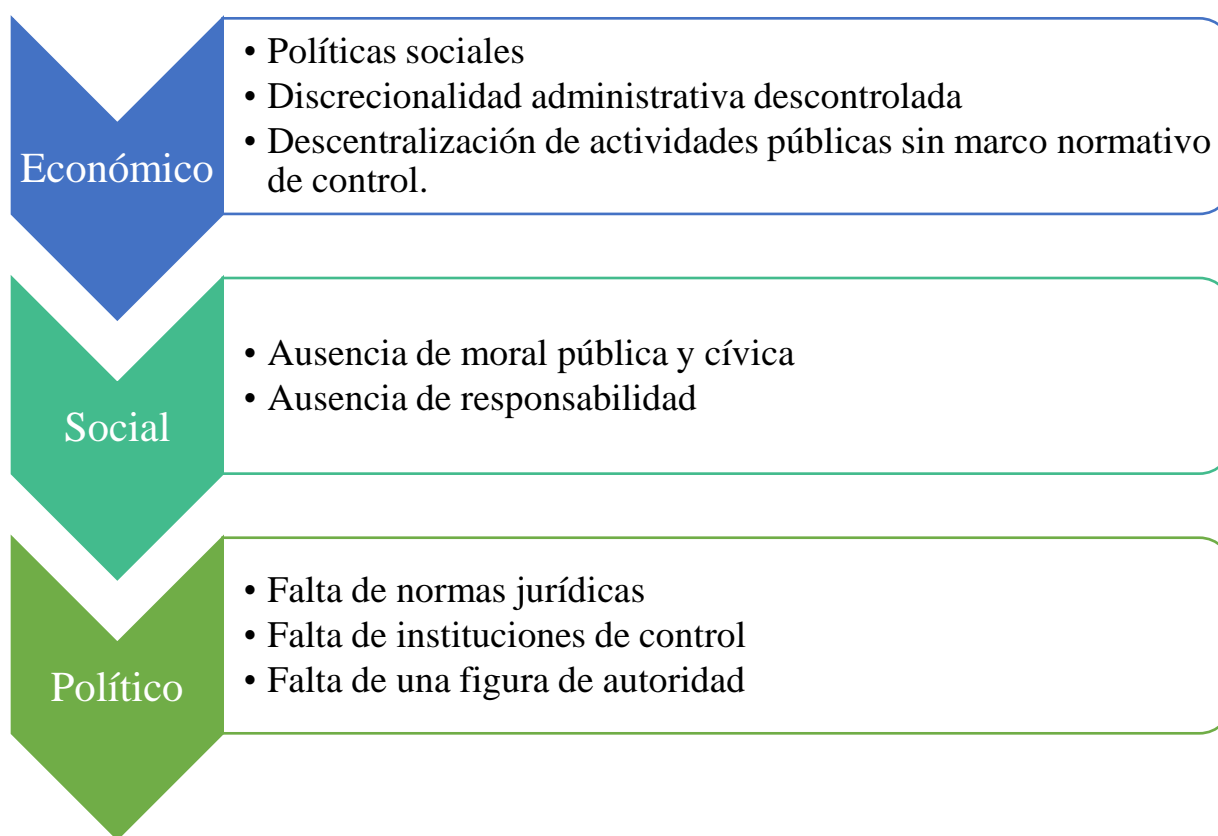 Económico
• Políticas sociales
• Discrecionalidad administrativa descontrolada
• Descentralización de actividades públicas sin marco normativo
de control.
Social
• Ausencia de moral pública y cívica
• Ausencia de responsabilidad
Político
• Falta de normas jurídicas
• Falta de instituciones de control
• Falta de una figura de autoridad